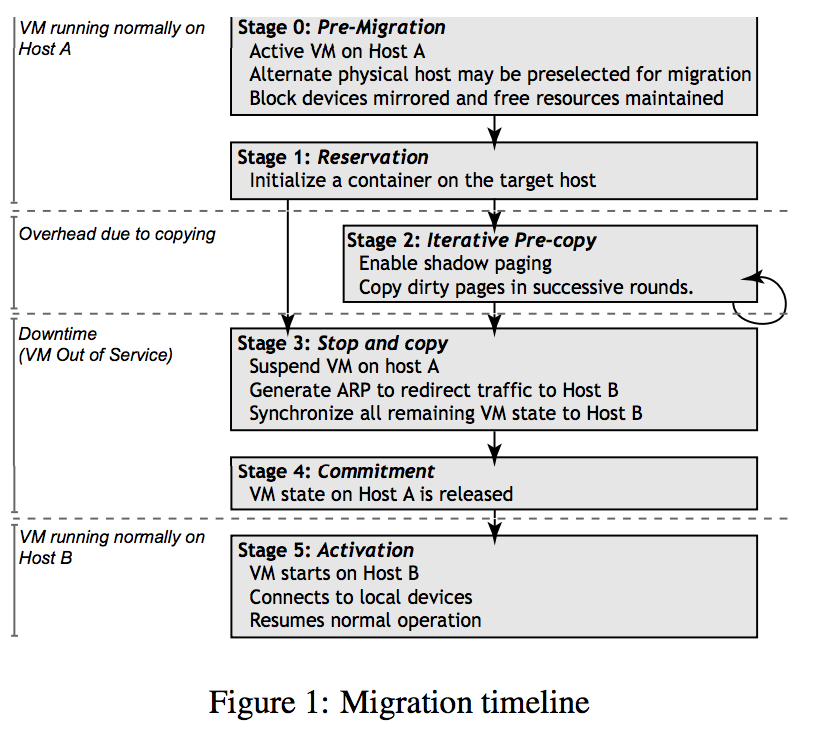 VM running normally on
Host A
Stage 0: Pre-Migration
Active VM on Host A
Alternate physical host may be preselected for migration
Block devices mirrored and free resources maintained
Stage 1: Reservation
Initialize a container on the target host
Overhead due to copying
Stage 2: Iterative Pre-copy
Enable shadow paging
Copy dirty pages in successive rounds.
Downtime
(VM Out of Service)
Stage 3: Stop and copy
Suspend VM on host A
Generate ARP to redirect traffic to Host B
Synchronize all remaining VM state to Host B
Stage 4: Commitment
VM state on Host A is released
VM running normally on
Host B
Stage 5: Activation
VM starts on Host B
Connects to local devices
Resumes normal operation
Figure 1: Migration timeline